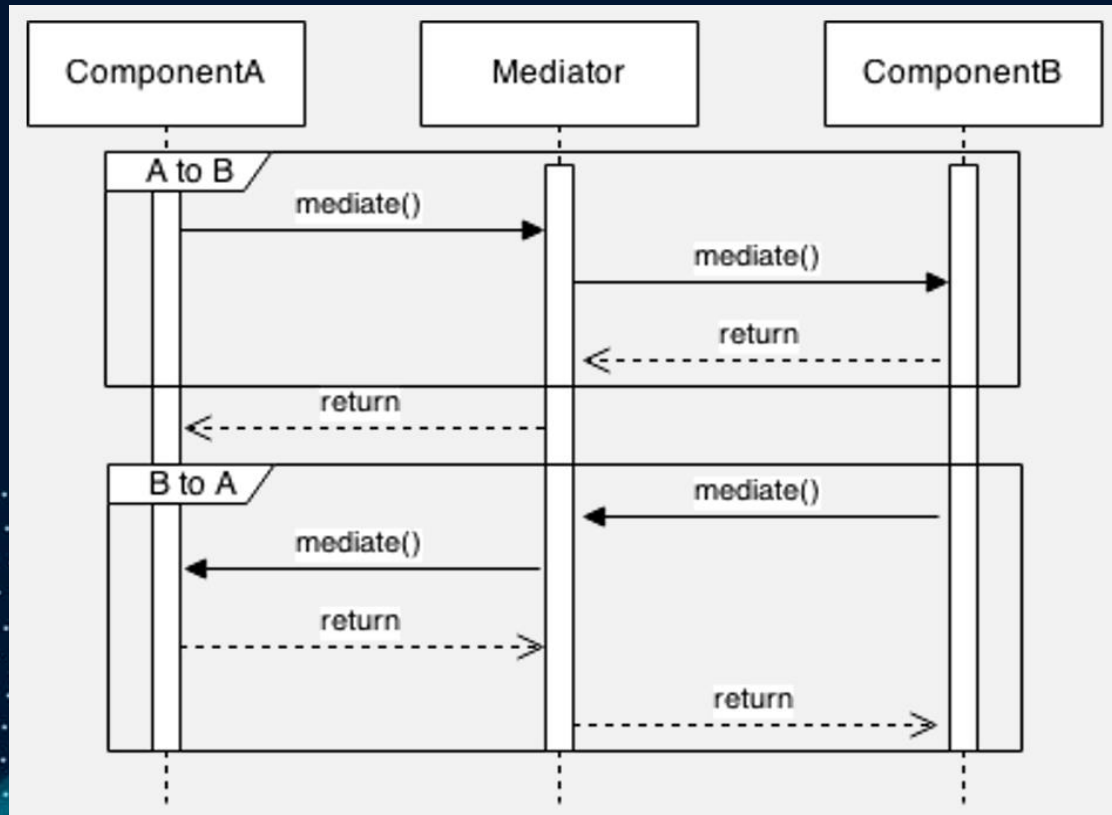 ComponentA
Mediator
ComponentB
A to B
mediate()
mediate()
return
return
B to A
mediate()
mediate()
return
return